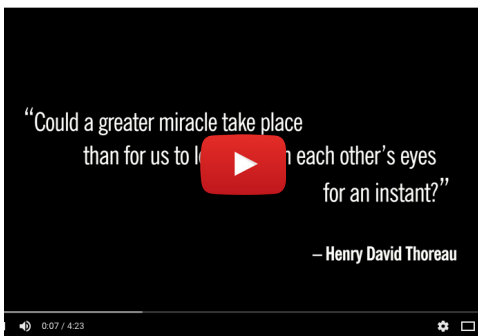 “Could a greater miracle take place
than for us to each other’s eyes
for an instant?”
– Henry David Thoreau
0:07 / 4:23